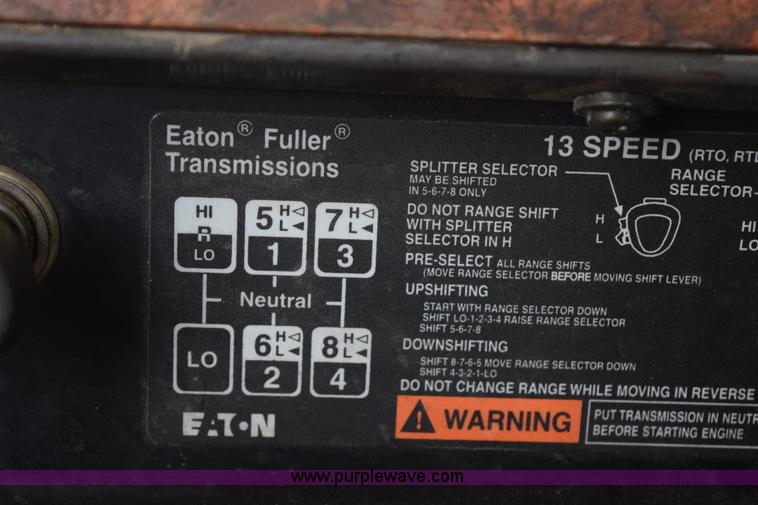 Eaton® Fuller®
Transmissions
HI
R
LO
5 H L
1
7 H L
3
Neutral
LO
6 H L
2
8 H L
4
EATON
13 SPEED (RTO, RTL
SPLITTER SELECTOR
MAY BE SHIFTED
IN 5-6-7-8 ONLY
RANGE
SELECTOR-
DO NOT RANGE SHIFT
WITH SPLITTER
SELECTOR IN H
H
L
HI
LO
PRE-SELECT ALL RANGE SHIFTS
(MOVE RANGE SELECTOR BEFORE MOVING SHIFT LEVER)
UPSHIFTING
START WITH RANGE SELECTOR DOWN
SHIFT LO-1-2-3-4 RAISE RANGE SELECTOR
SHIFT 5-6-7-8
DOWNSHIFTING
SHIFT 8-7-6-5 MOVE RANGE SELECTOR DOWN
SHIFT 4-3-2-1-LO
DO NOT CHANGE RANGE WHILE MOVING IN REVERSE
WARNING
PUT TRANSMISSION IN NEUTR
BEFORE STARTING ENGINE
www.purplewave.com